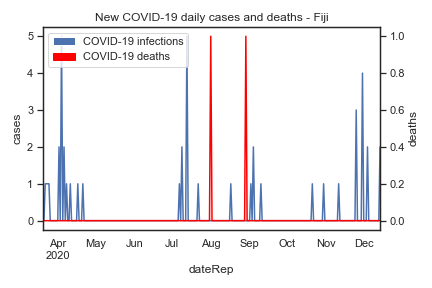 New COVID-19 daily cases and deaths - Fiji
COVID-19 infections
COVID-19 deaths
5
4
3
2
1
0
cases
1.0
0.8
0.6
0.4
0.2
0.0
deaths
Apr May Jun Jul Aug Sep Oct Nov Dec
2020
dateRep